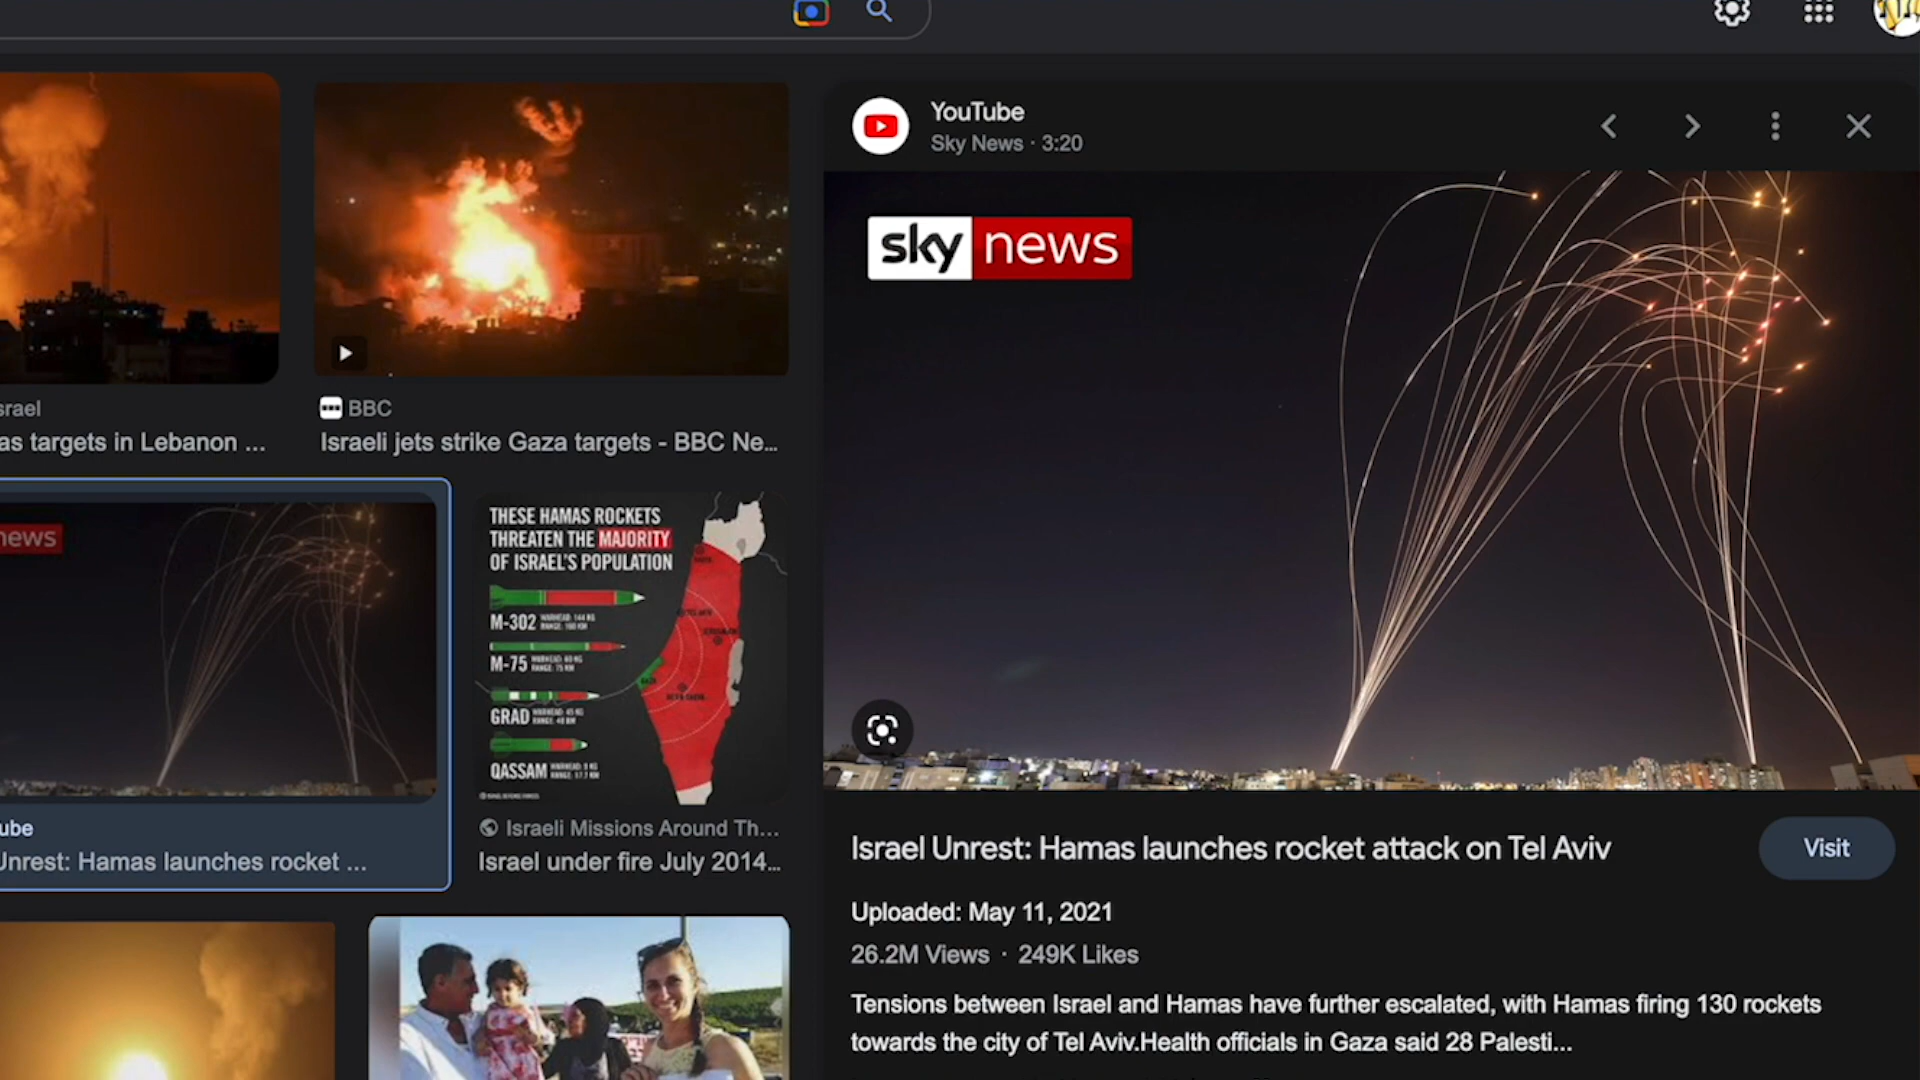 YouTube
Sky News · 3:20
sky news
srael
as targets in Lebanon ...
BBC
Israeli jets strike Gaza targets - BBC Ne...
news
THESE HAMAS ROCKETS
THREATEN THE MAJORITY
OF ISRAEL'S POPULATION
M-302
M-75
GRAD
QASSAM
ube
Unrest: Hamas launches rocket ...
Israeli Missions Around Th...
Israel under fire July 2014...
Israel Unrest: Hamas launches rocket attack on Tel Aviv
Visit
Uploaded: May 11, 2021
26.2M Views · 249K Likes
Tensions between Israel and Hamas have further escalated, with Hamas firing 130 rockets
towards the city of Tel Aviv.Health officials in Gaza said 28 Palesti...